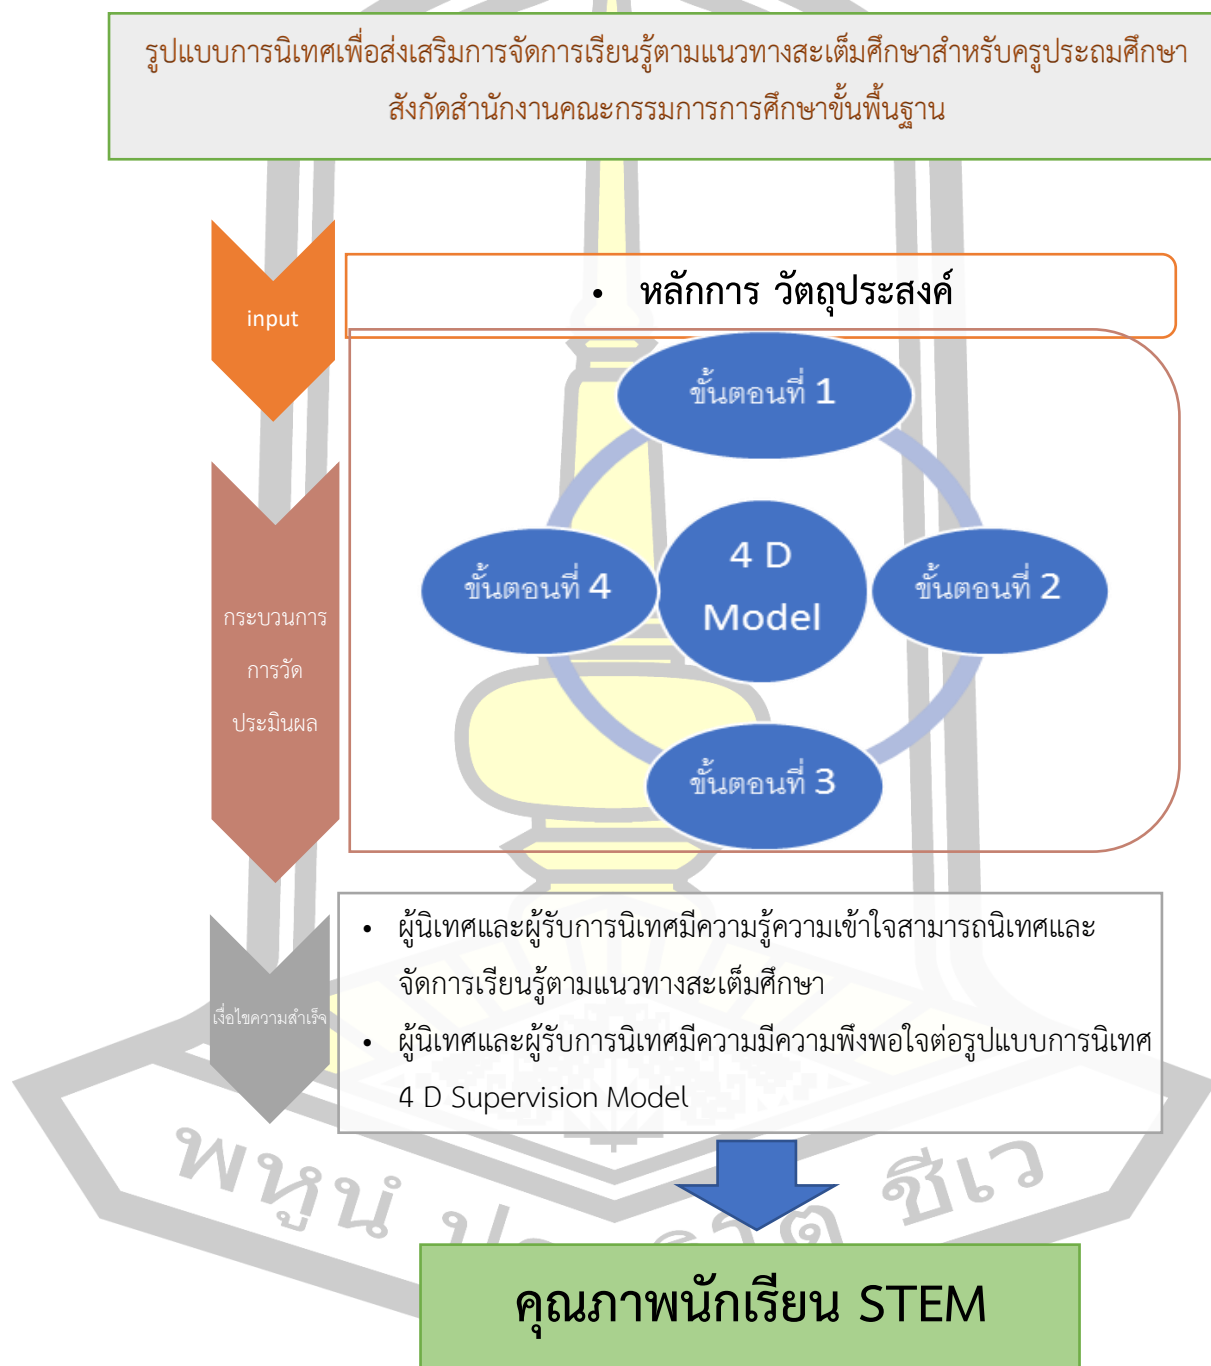 รูปแบบการนิเทศเพื่อส่งเสริมการจัดการเรียนรู้ตามแนวทางสะเต็มศึกษาสำหรับครูประถมศึกษา
สังกัดสำนักงานคณะกรรมการการศึกษาขั้นพื้นฐาน
input
• หลักการ วัตถุประสงค์
ขั้นตอนที่ 1
ขั้นตอนที่ 4
4 D
Model
ขั้นตอนที่ 2
ขั้นตอนที่ 3
กระบวนการ
การวัด
ประมินผล
เงื่อไขความสำเร็จ
• ผู้นิเทศและผู้รับการนิเทศมีความรู้ความเข้าใจสามารถนิเทศและ
จัดการเรียนรู้ตามแนวทางสะเต็มศึกษา
• ผู้นิเทศและผู้รับการนิเทศมีความมีความพึงพอใจต่อรูปแบบการนิเทศ
4 D Supervision Model
พหูนํ ชีเว
คุณภาพนักเรียน STEM